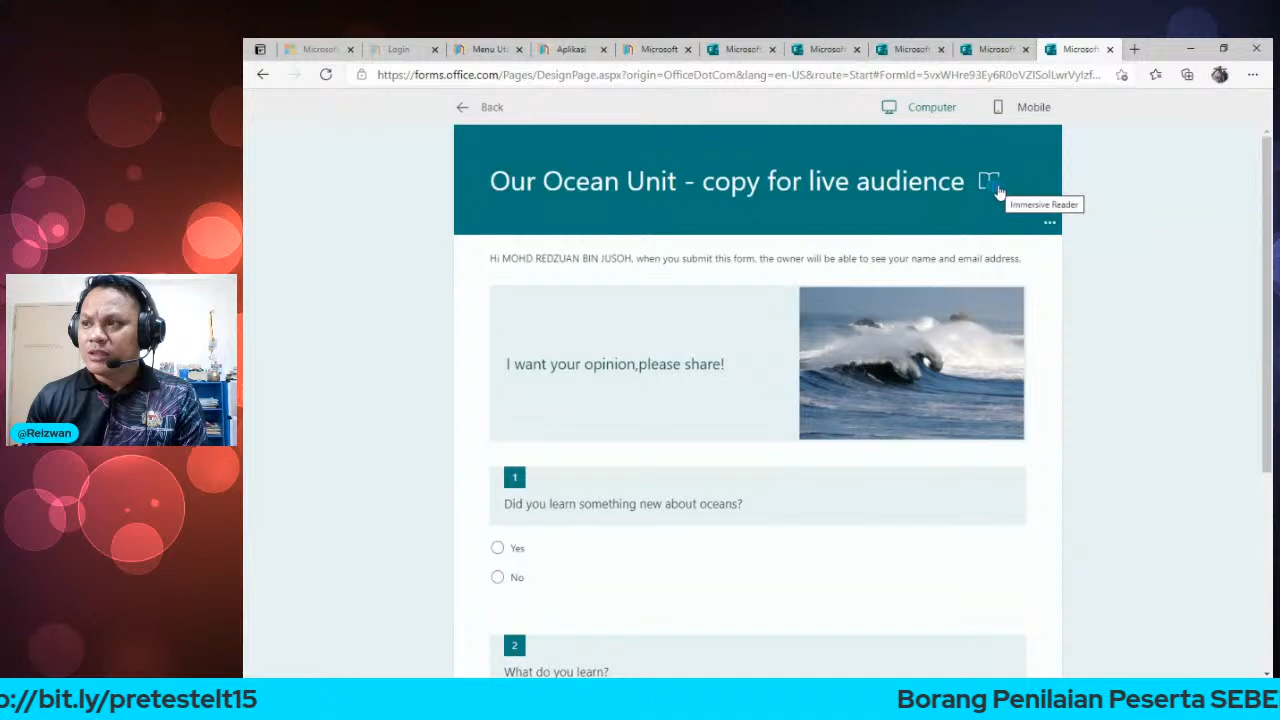 Microsoft
Login
Menu Ut
Aplikasi
Microsoft
Microsoft
Microsoft
Microsoft
Microsoft
Microsoft
https://forms.office.com/Pages/DesignPage.aspx?origin=OfficeDotCom&lang=en-US&route=Start#FormId=5vxWHre93Ey6R0oVZISolLwrVyIzf...
Back
Computer
Mobile
Our Ocean Unit - copy for live audience
Immersive Reader
Hi MOHD REDZUAN BIN JUSOH, when you submit this form, the owner will be able to see your name and email address.
I want your opinion,please share!
1
Did you learn something new about oceans?
Yes
No
2
What do you learn?
@Reizwan
p://bit.ly/pretestelt15
Borang Penilaian Peserta SEBE